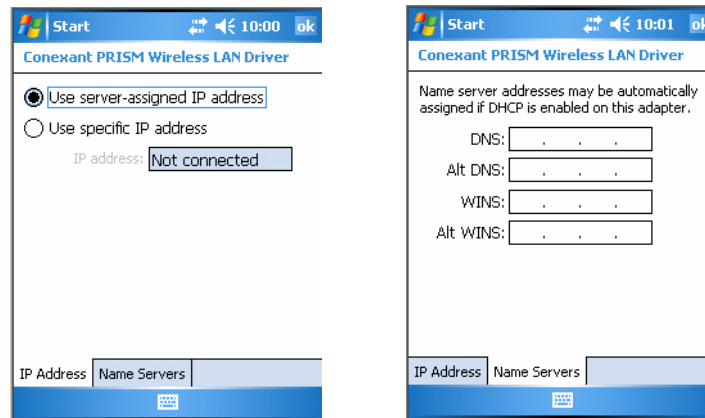 Start 10:00 ok
Conexant PRISM Wireless LAN Driver
Use server-assigned IP address
Use specific IP address
IP address: Not connected
IP Address Name Servers
Start 10:01 ok
Conexant PRISM Wireless LAN Driver
Name server addresses may be automatically
assigned if DHCP is enabled on this adapter.
DNS: . . .
Alt DNS: . . .
WINS: . . .
Alt WINS: . . .
IP Address Name Servers